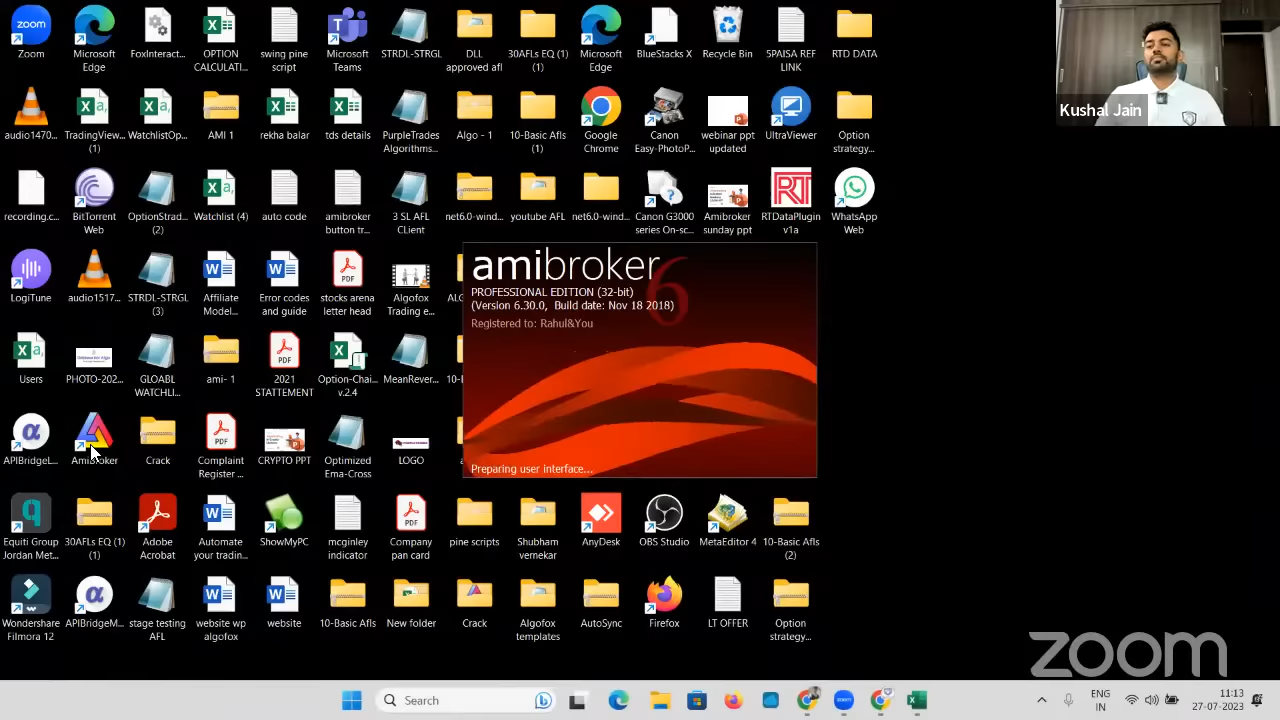 zoom
Zoom
Microsoft Edge
FoxInterac...
OPTION CALCULATI...
swing pine script
Microsoft Teams
STRDL-STRGL
DLL approved afl
30AFLs EQ (1) (1)
Microsoft Edge
BlueStacks X
Recycle Bin
5PAISA REF LINK
RTD DATA
Kushal Jain
audio1470...
TradingView... (1)
WatchlistOp...
AMI 1
rekha balar
tds details
PurpleTrades Algorithms...
Algo - 1
10-Basic Afls (1)
Google Chrome
Canon Easy-PhotoP...
webinar ppt updated
UltraViewer
Option strategy...
recording.c...
BitTorrent Web
OptionStrad... (2)
Watchlist (4)
auto code
amibroker button tr...
3 SL AFL CLient
net6.0-wind...
youtube AFL
net6.0-wind...
Canon G3000 series On-sc...
Amibroker sunday ppt
RT
RTDataPlugin v1a
WhatsApp Web
LogiTune
audio1517...
STRDL-STRGL (3)
Affiliate Model...
Error codes and guide
PDF
stocks arena letter head
Algofox Trading e...
amibroker 6
PROFESSIONAL EDITION (32-bit)
(Version 6.30.0, Build date: Nov 18 2018)
Registered to: Rahul&You
Preparing user interface...
Users
PHOTO-202...
GLOABL WATCHLI...
ami- 1
PDF
2021 STATTEMENT
Option-Chai... v.2.4
MeanRever...
10-
APIBridgeL...
AmiBroker
Crack
Complaint Register ...
CRYPTO PPT
Optimized Ema-Cross
LOGO
Equiti Group Jordan Met...
30AFLs EQ (1) (1)
Adobe Acrobat
Automate your tradin...
ShowMyPC
mcginley indicator
PDF
Company pan card
pine scripts
Shubham vernekar
AnyDesk
OBS Studio
MetaEditor 4
10-Basic Afls (2)
Wondershare Filmora 12
APIBridgeM...
stage testing AFL
website wp algofox
website
10-Basic Afls
New folder
Crack
Algofox templates
AutoSync
Firefox
LT OFFER
Option strategy...
zoom
Search
ENG
IN
11:13
27-07-2023